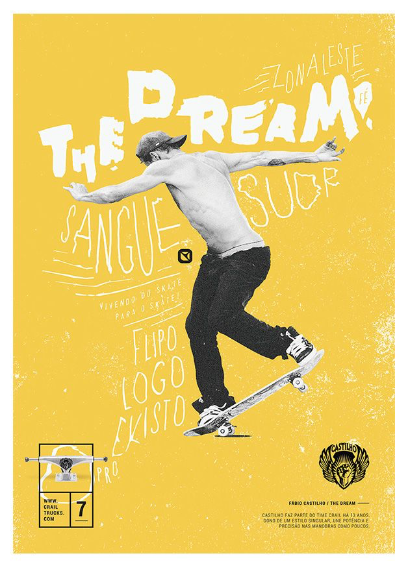 ZONALESTE
THE DREAM!
SANGUE
SUOR
VIVENDO DO SKATE
PARA O SKATE!
FLIPO
LOGO
EXISTO
PRO
WWW.
CRAIL
TRUCKS.
COM
7
CASTILHO
FABIO CASTILHO / THE DREAM
CASTILHO FAZ PARTE DO TIME CRAIL HÁ 13 ANOS.
DONO DE UM ESTILO SINGULAR, UNE POTÊNCIA E
PRECISÃO NAS MANOBRAS COMO POUCOS.